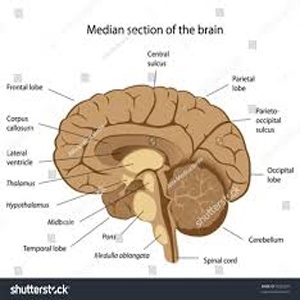 Median section of the brain
Central
sulcus
Frontal lobe
Parietal
lobe
Corpus
callosum
Parieto-
occipital
sulcus
Lateral
ventricle
Thalamus
Occipital
lobe
Hypothalamus
Midbrain
Temporal lobe
Pons
Cerebellum
Medulla oblongata
Spinal cord
shutterstock